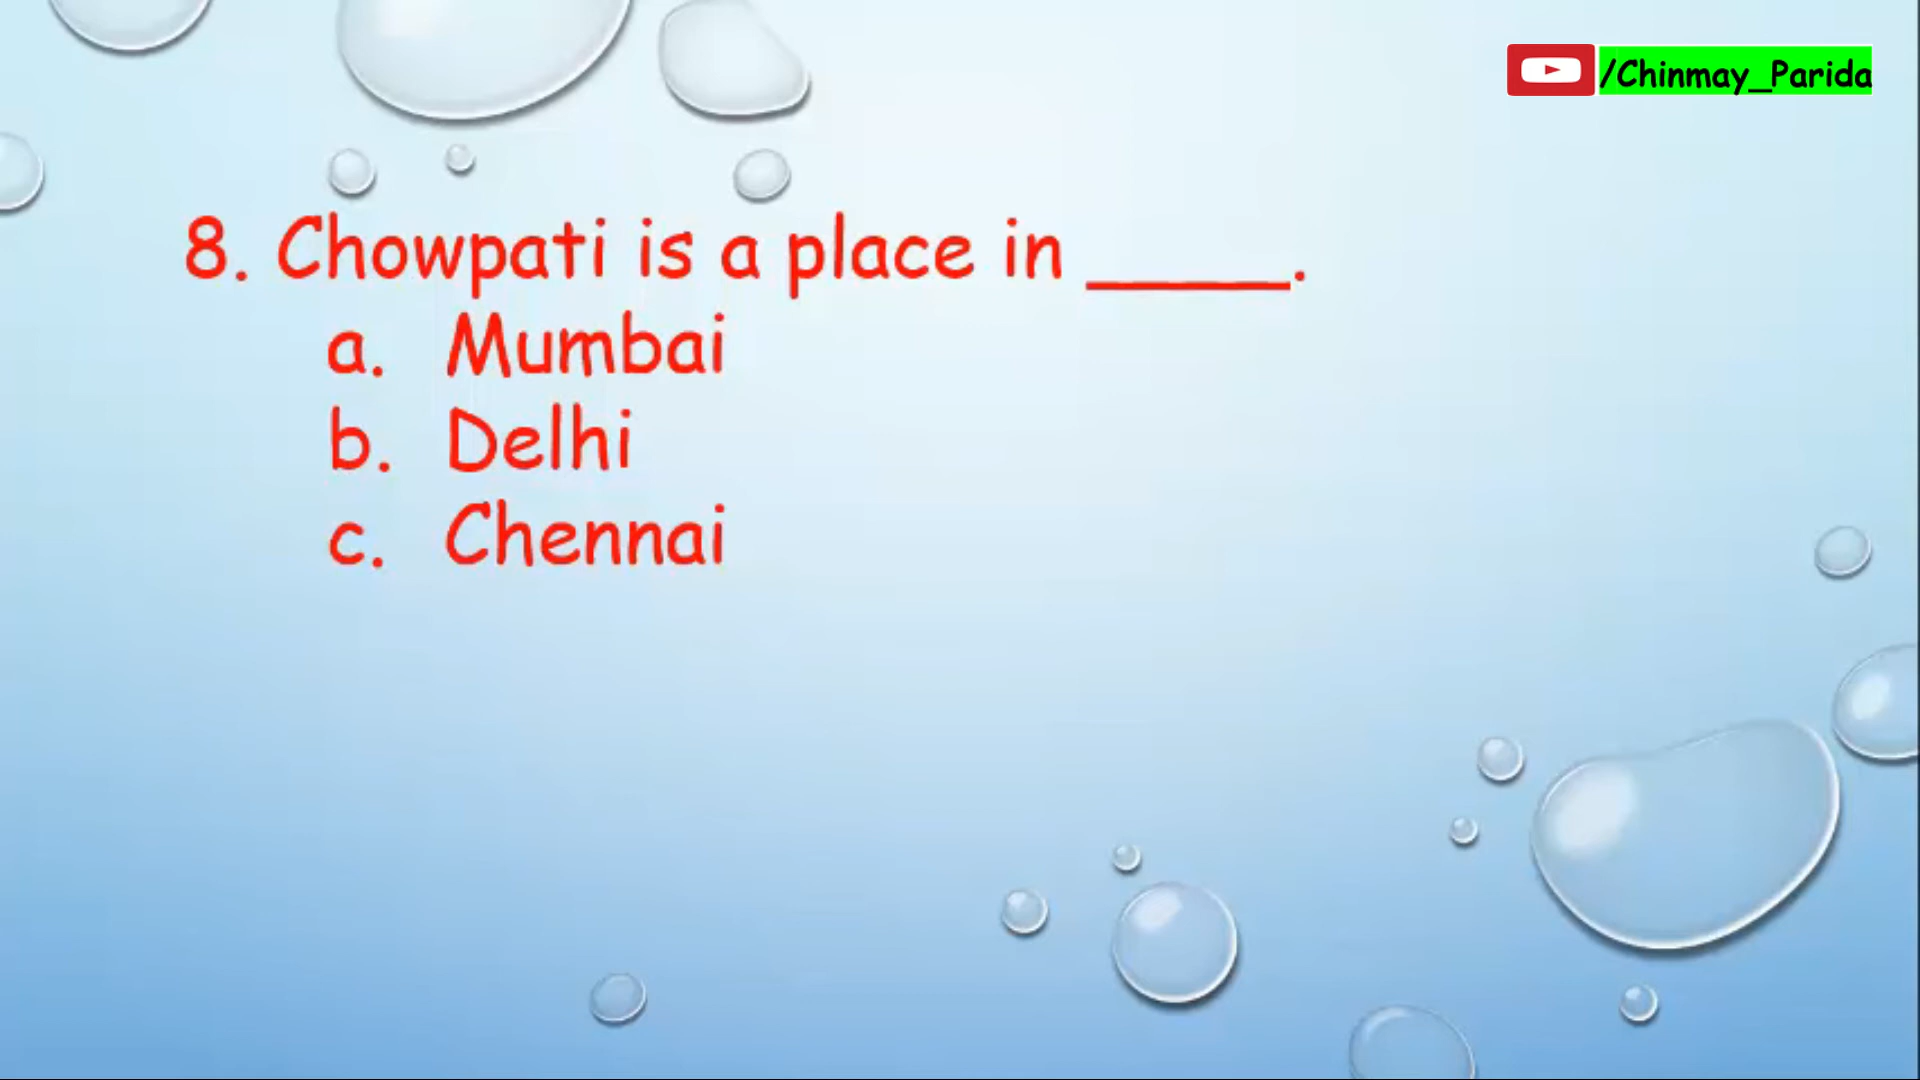 /Chinmay_Parida
8. Chowpati is a place in _____.
a. Mumbai
b. Delhi
c. Chennai